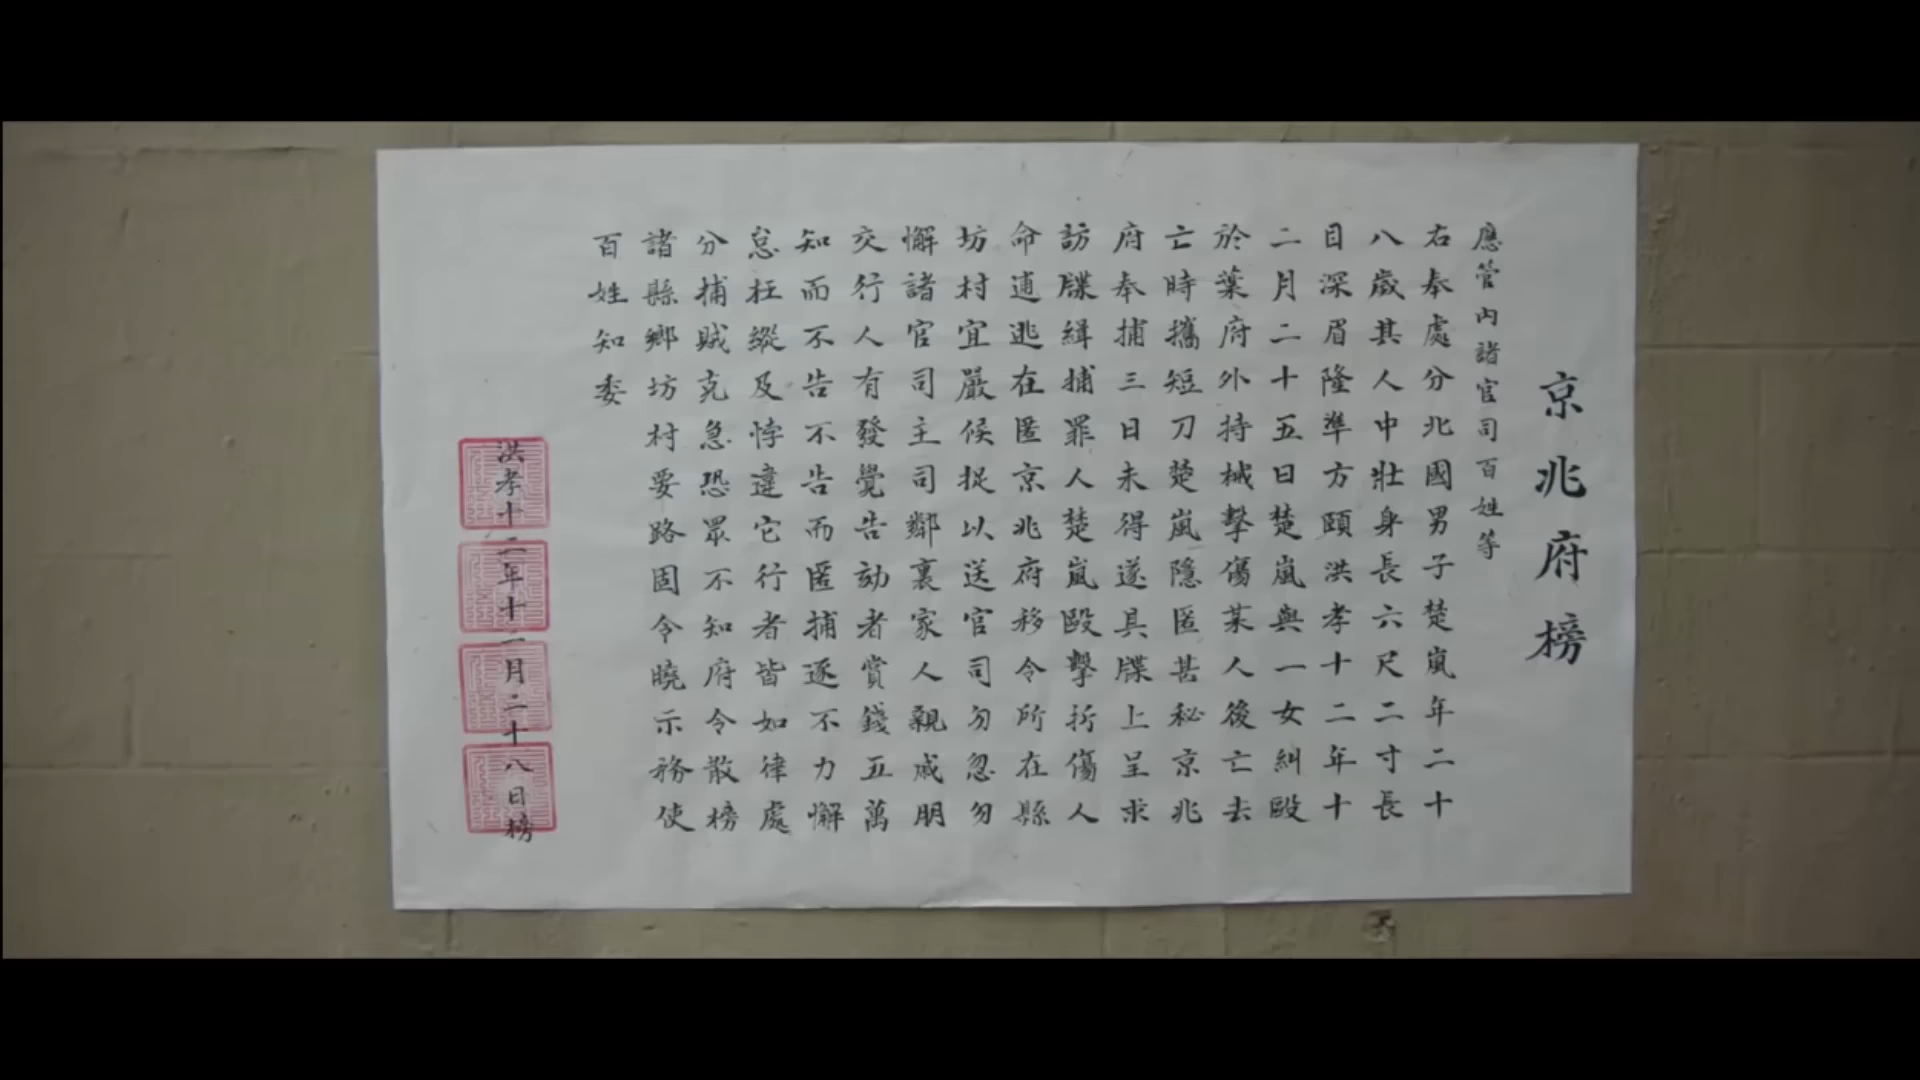 京兆府榜
應管內諸官司百姓等
右奉處分北國男子楚嵐年二十
八歲其人中壯身長六尺二寸長
目深眉隆準方頤洪孝十二年十
二月二十五日楚嵐與一女糾毆
於葉府外持械擊傷某人後亡去
亡時攜短刀楚嵐隱匿甚秘京兆
府奉捕三日未得遂具牒上呈求
訪牒緝捕罪人楚嵐毆擊折傷人
命逋逃在匿京兆府移令所在縣
坊村宜嚴候捉以送官司勿忽勿
懈諸官司主司鄰裏家人親戚朋
交行人有發覺告劾者賞錢五萬
知而不告不告而匿捕逐不力懈
怠枉縱及悖違它行者皆如律處
分捕賊克急恐眾不知府令散榜
諸縣鄉坊村要路固令曉示務使
百姓知委
洪孝十二年十二月二十八日榜